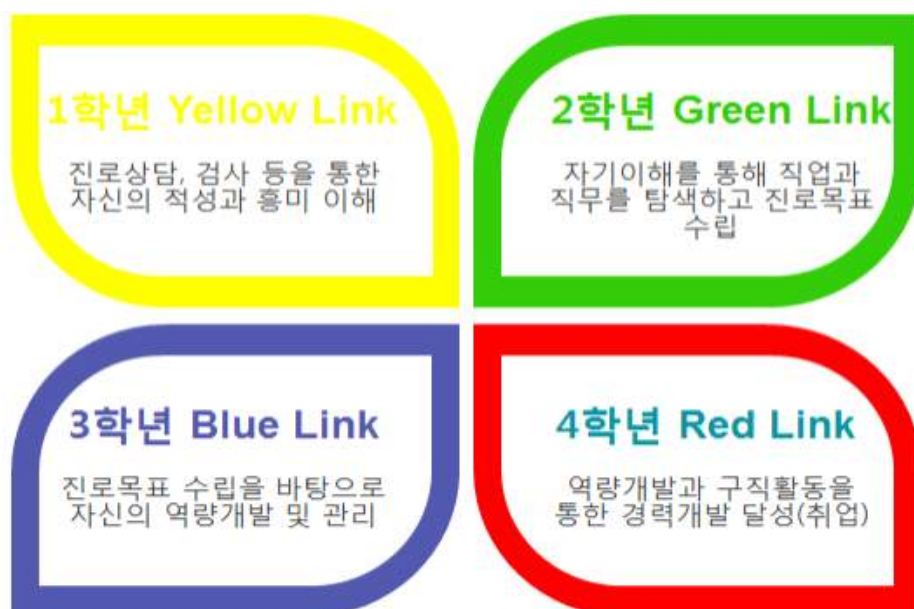 1학년 Yellow Link
진로상담, 검사 등을 통한
자신의 적성과 흥미 이해
2학년 Green Link
자기이해를 통해 직업과
직무를 탐색하고 진로목표
수립
3학년 Blue Link
진로목표 수립을 바탕으로
자신의 역량개발 및 관리
4학년 Red Link
역량개발과 구직활동을
통한 경력개발 달성(취업)